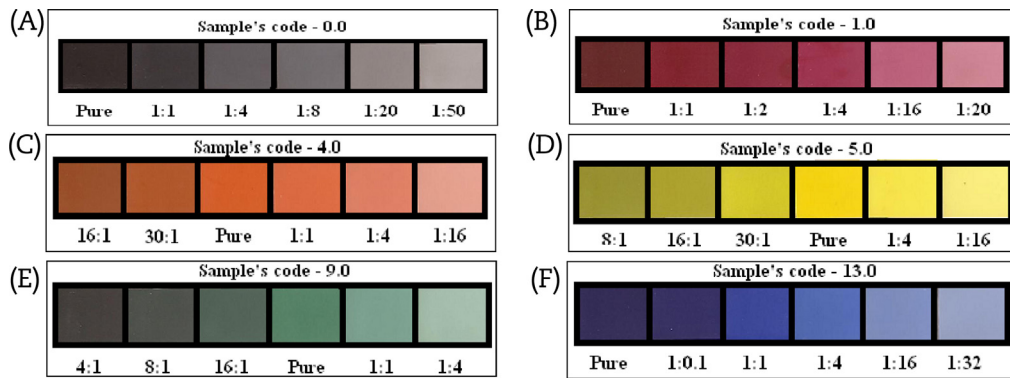 (A)
Sample's code - 0.0
Pure 1:1 1:4 1:8 1:20 1:50
(B)
Sample's code - 1.0
Pure 1:1 1:2 1:4 1:16 1:20
(C)
Sample's code - 4.0
16:1 30:1 Pure 1:1 1:4 1:16
(D)
Sample's code - 5.0
8:1 16:1 30:1 Pure 1:4 1:16
(E)
Sample's code - 9.0
4:1 8:1 16:1 Pure 1:1 1:4
(F)
Sample's code - 13.0
Pure 1:0.1 1:1 1:4 1:16 1:32